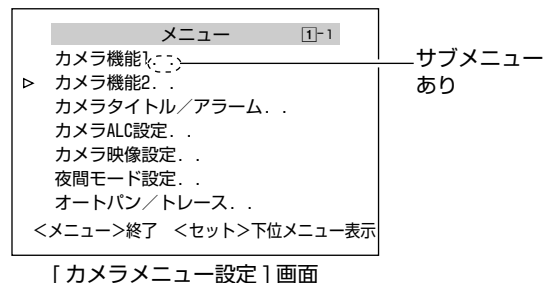 メニュー 1-1
カメラ機能1. .
サブメニュー
あり
▷ カメラ機能2. .
カメラタイトル／アラーム. .
カメラALC設定. .
カメラ映像設定. .
夜間モード設定. .
オートパン／トレース. .
＜メニュー＞終了 ＜セット＞下位メニュー表示
[ カメラメニュー設定 ] 画面